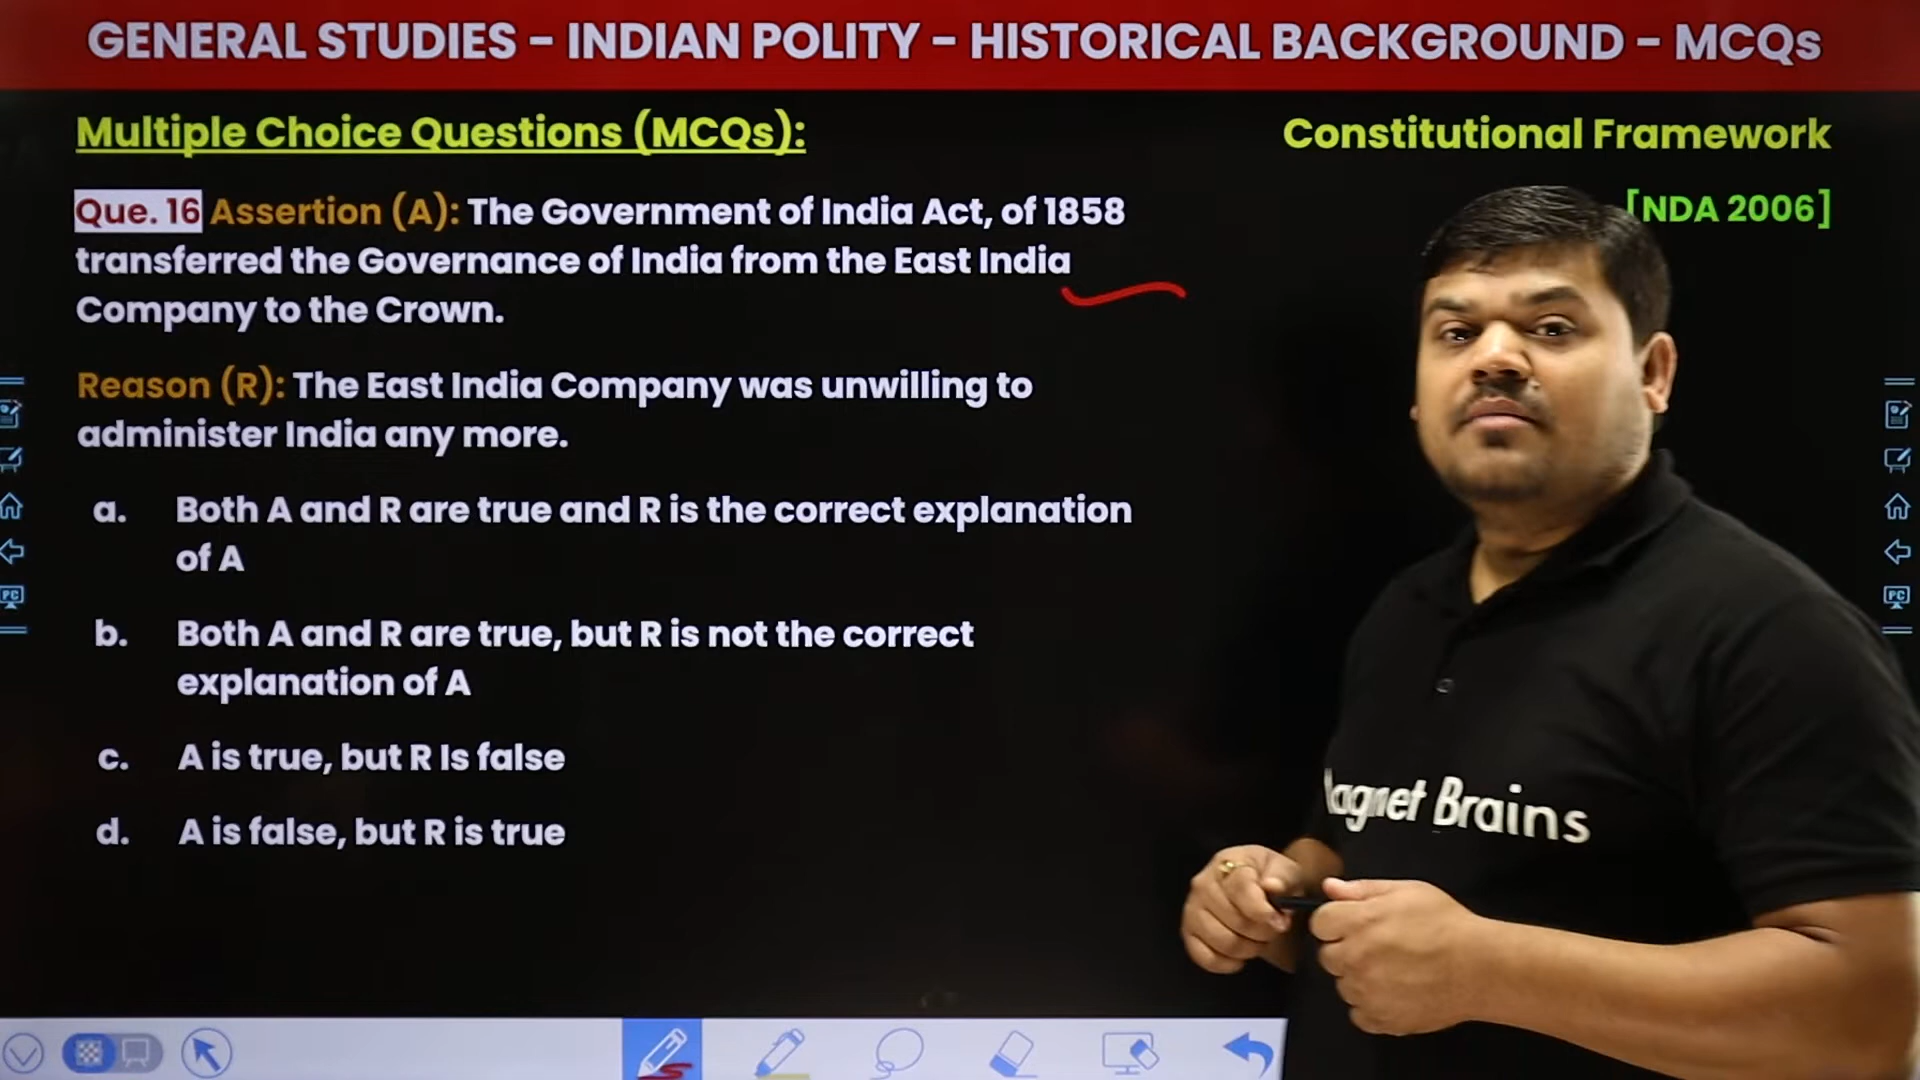 GENERAL STUDIES - INDIAN POLITY - HISTORICAL BACKGROUND - MCQs
Multiple Choice Questions (MCQs):
Constitutional Framework
Que. 16 Assertion (A): The Government of India Act, of 1858
[NDA 2006]
transferred the Governance of India from the East India
Company to the Crown.
Reason (R): The East India Company was unwilling to
administer India any more.
a. Both A and R are true and R is the correct explanation
of A
b. Both A and R are true, but R is not the correct
explanation of A
c. A is true, but R Is false
d. A is false, but R is true
agnet Brains
PC
PC